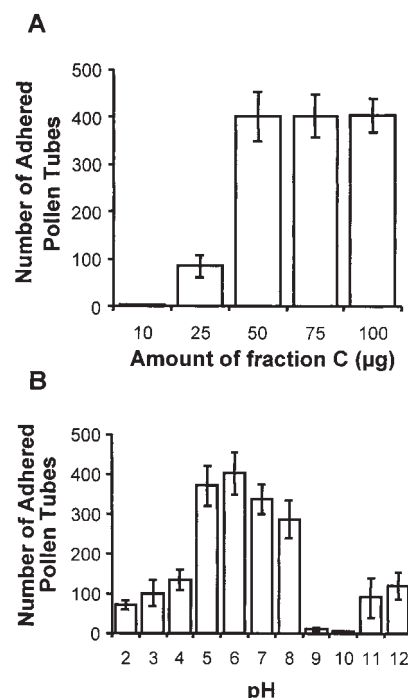 A
Number of Adhered
Pollen Tubes
500
400
300
200
100
0
10 25 50 75 100
Amount of fraction C (µg)
B
Number of Adhered
Pollen Tubes
500
400
300
200
100
0
2 3 4 5 6 7 8 9 10 11 12
pH